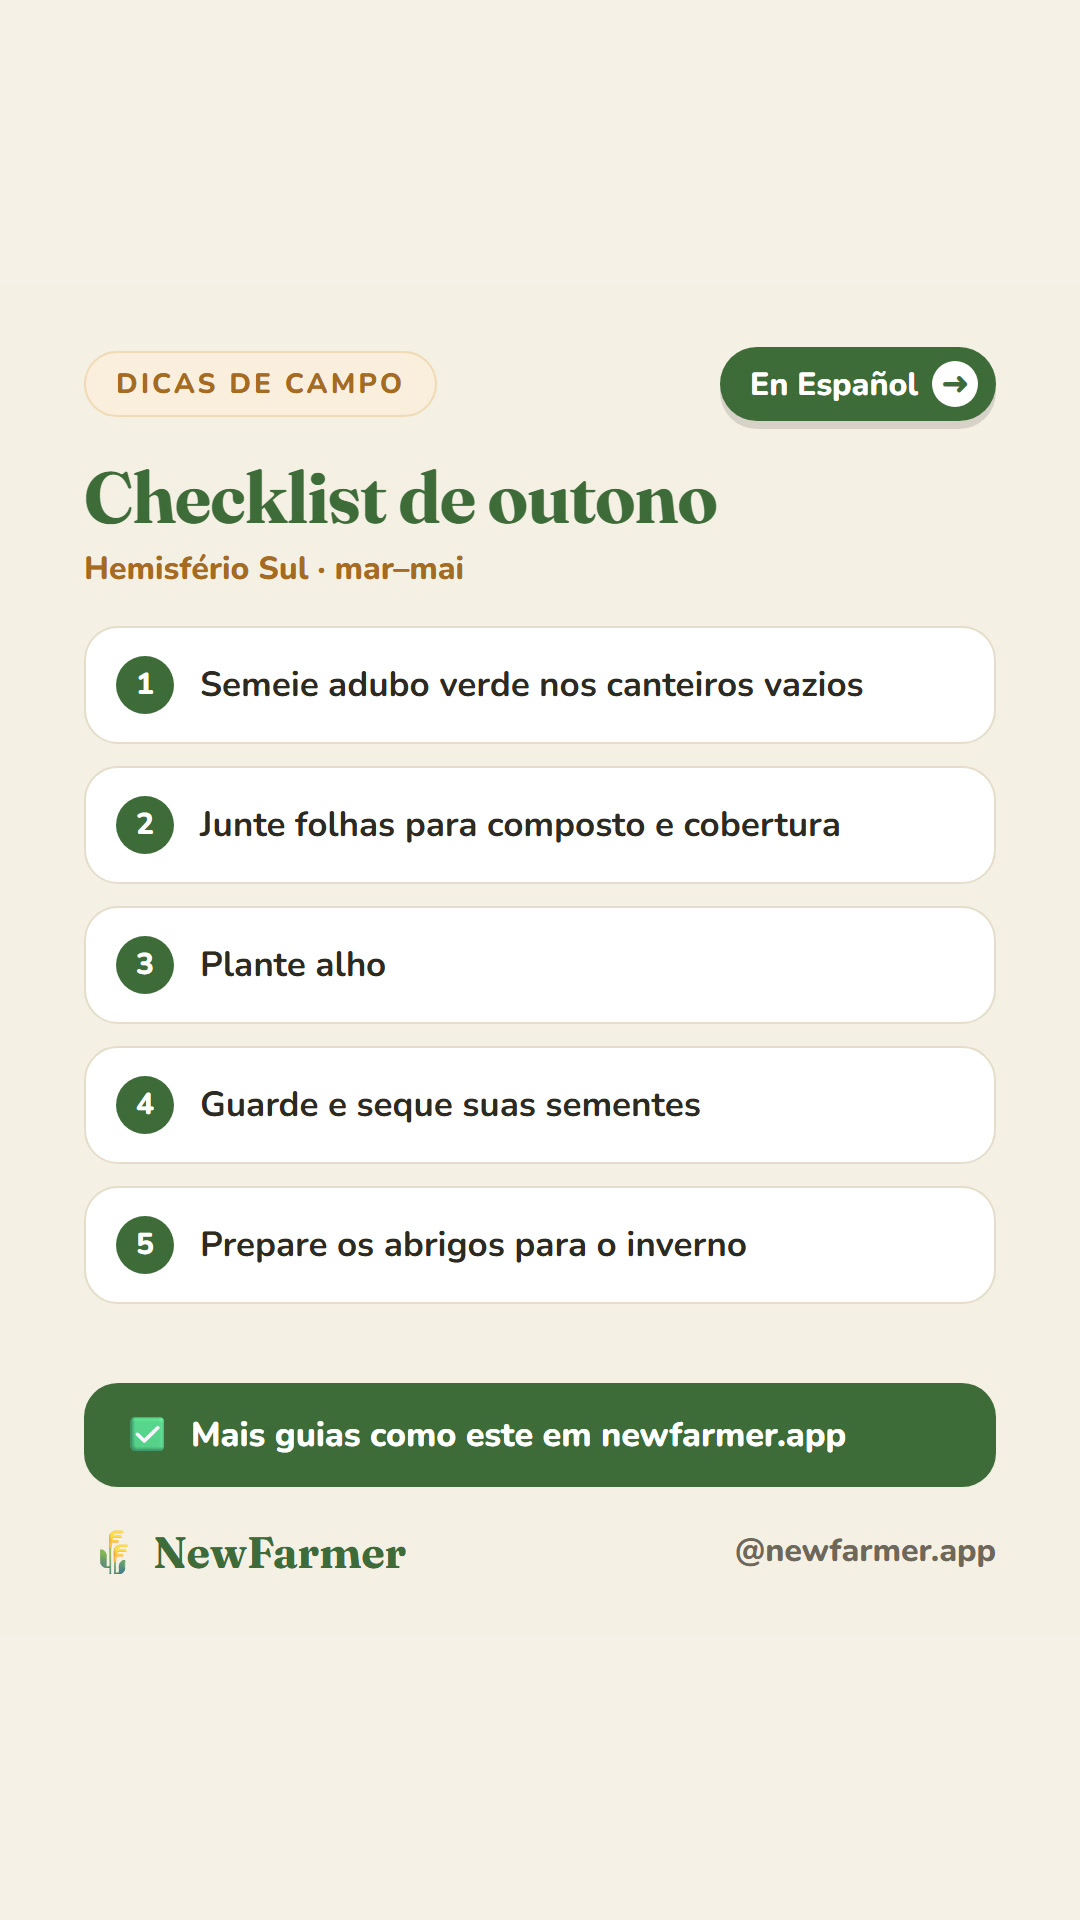 DICAS DE CAMPO
En Español ➜
Checklist de outono
Hemisfério Sul · mar–mai
1 Semeie adubo verde nos canteiros vazios
2 Junte folhas para composto e cobertura
3 Plante alho
4 Guarde e seque suas sementes
5 Prepare os abrigos para o inverno
✅ Mais guias como este em newfarmer.app
NewFarmer
@newfarmer.app